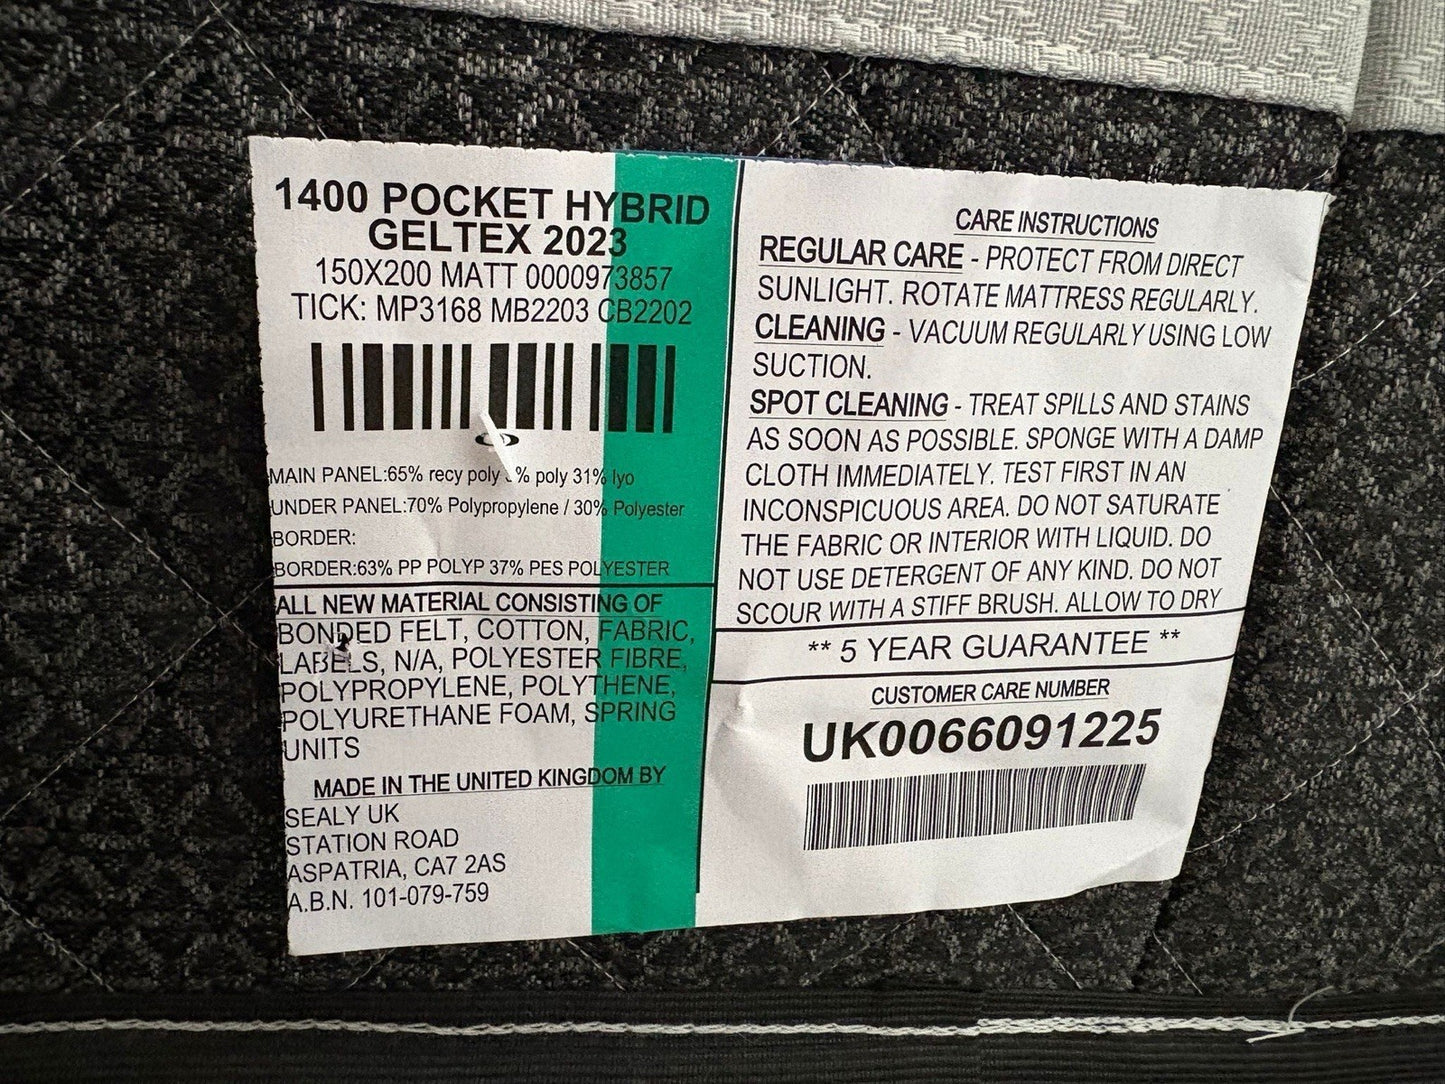 1400 POCKET HYBRID
GELTEX 2023
150X200 MATT 0000973857
TICK: MP3168 MB2203 CB2202
MAIN PANEL:65% recy poly % poly 31% lyo
UNDER PANEL:70% Polypropylene / 30% Polyester
BORDER:
BORDER:63% PP POLYP 37% PES POLYESTER
ALL NEW MATERIAL CONSISTING OF
BONDED FELT, COTTON, FABRIC,
LABELS, N/A, POLYESTER FIBRE,
POLYPROPYLENE, POLYTHENE,
POLYURETHANE FOAM, SPRING
UNITS
MADE IN THE UNITED KINGDOM BY
SEALY UK
STATION ROAD
ASPATRIA, CA7 2AS
A.B.N. 101-079-759
CARE INSTRUCTIONS
REGULAR CARE - PROTECT FROM DIRECT
SUNLIGHT. ROTATE MATTRESS REGULARLY.
CLEANING - VACUUM REGULARLY USING LOW
SUCTION.
SPOT CLEANING - TREAT SPILLS AND STAINS
AS SOON AS POSSIBLE. SPONGE WITH A DAMP
CLOTH IMMEDIATELY. TEST FIRST IN AN
INCONSPICUOUS AREA. DO NOT SATURATE
THE FABRIC OR INTERIOR WITH LIQUID. DO
NOT USE DETERGENT OF ANY KIND. DO NOT
SCOUR WITH A STIFF BRUSH. ALLOW TO DRY
** 5 YEAR GUARANTEE **
CUSTOMER CARE NUMBER
UK0066091225